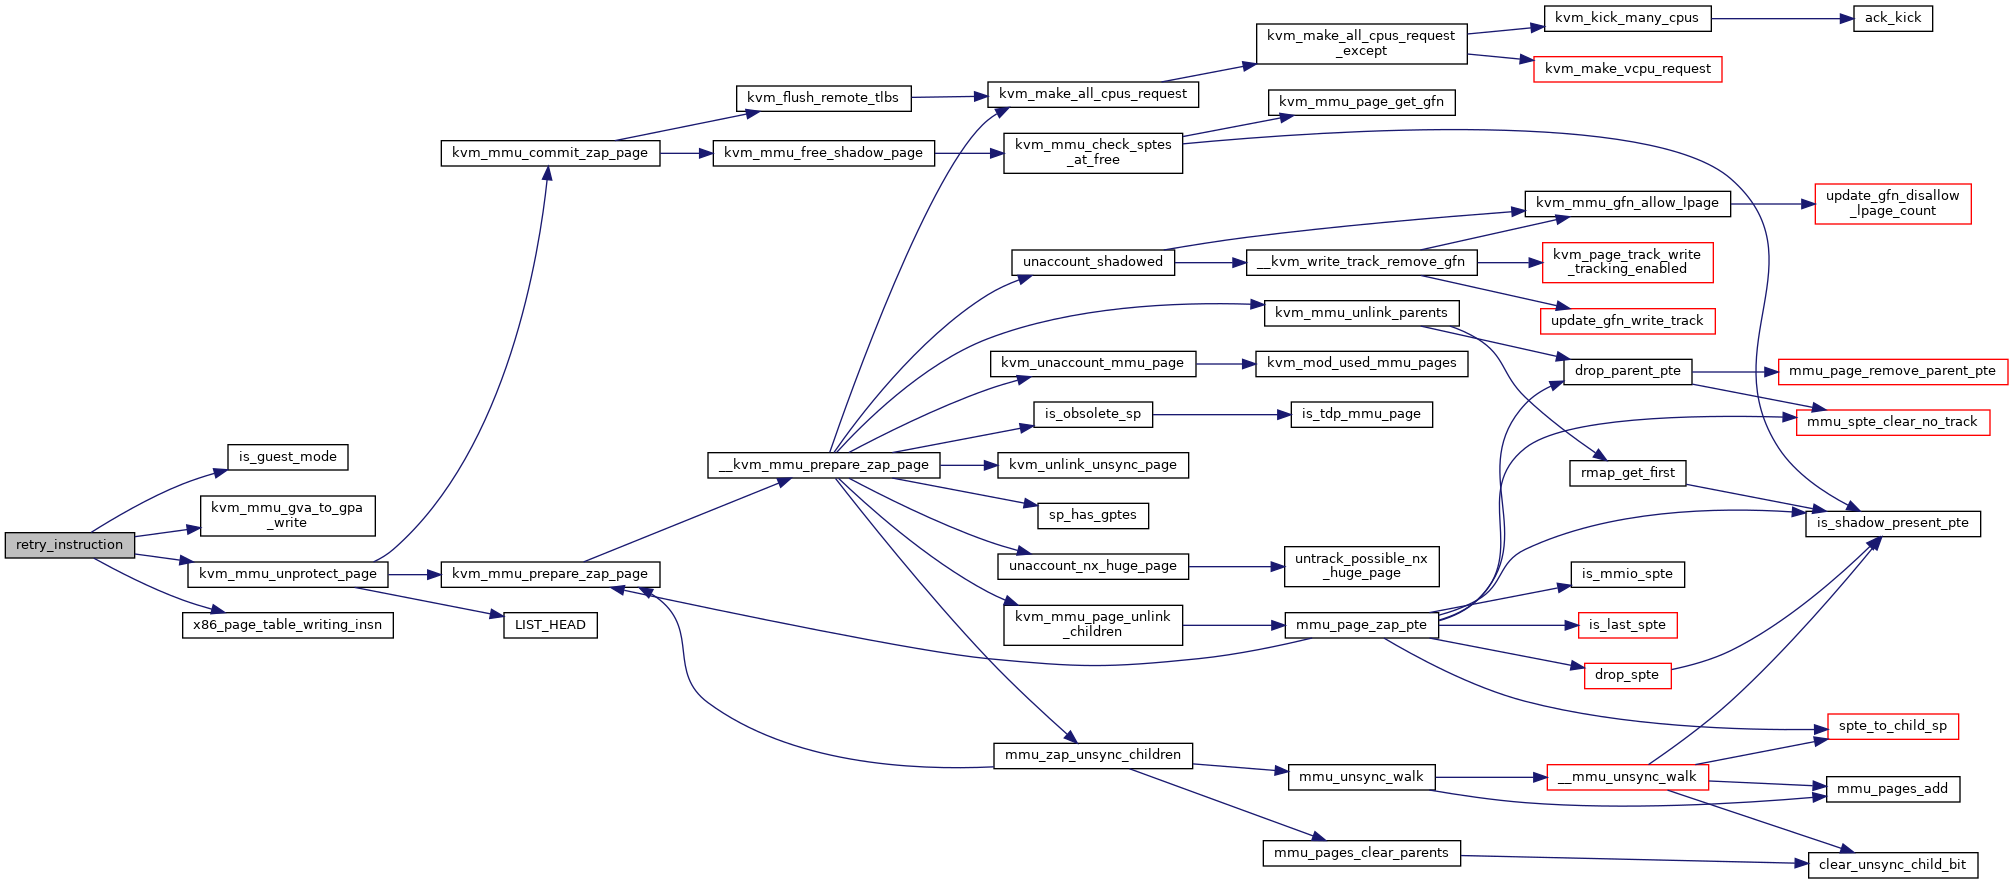 retry_instruction
is_guest_mode
kvm_mmu_gva_to_gpa
_write
kvm_mmu_unprotect_page
x86_page_table_writing_insn
kvm_mmu_commit_zap_page
kvm_mmu_prepare_zap_page
LIST_HEAD
kvm_flush_remote_tlbs
kvm_mmu_free_shadow_page
__kvm_mmu_prepare_zap_page
kvm_make_all_cpus_request
kvm_mmu_check_sptes
_at_free
unaccount_shadowed
kvm_unaccount_mmu_page
is_obsolete_sp
kvm_unlink_unsync_page
sp_has_gptes
unaccount_nx_huge_page
kvm_mmu_page_unlink
_children
mmu_zap_unsync_children
kvm_make_all_cpus_request
_except
kvm_mmu_page_get_gfn
__kvm_write_track_remove_gfn
kvm_mmu_unlink_parents
kvm_mod_used_mmu_pages
is_tdp_mmu_page
untrack_possible_nx
_huge_page
mmu_page_zap_pte
mmu_unsync_walk
mmu_pages_clear_parents
kvm_kick_many_cpus
kvm_make_vcpu_request
kvm_mmu_gfn_allow_lpage
kvm_page_track_write
_tracking_enabled
update_gfn_write_track
drop_parent_pte
rmap_get_first
is_mmio_spte
is_last_spte
drop_spte
__mmu_unsync_walk
ack_kick
update_gfn_disallow
_lpage_count
mmu_page_remove_parent_pte
mmu_spte_clear_no_track
is_shadow_present_pte
spte_to_child_sp
mmu_pages_add
clear_unsync_child_bit